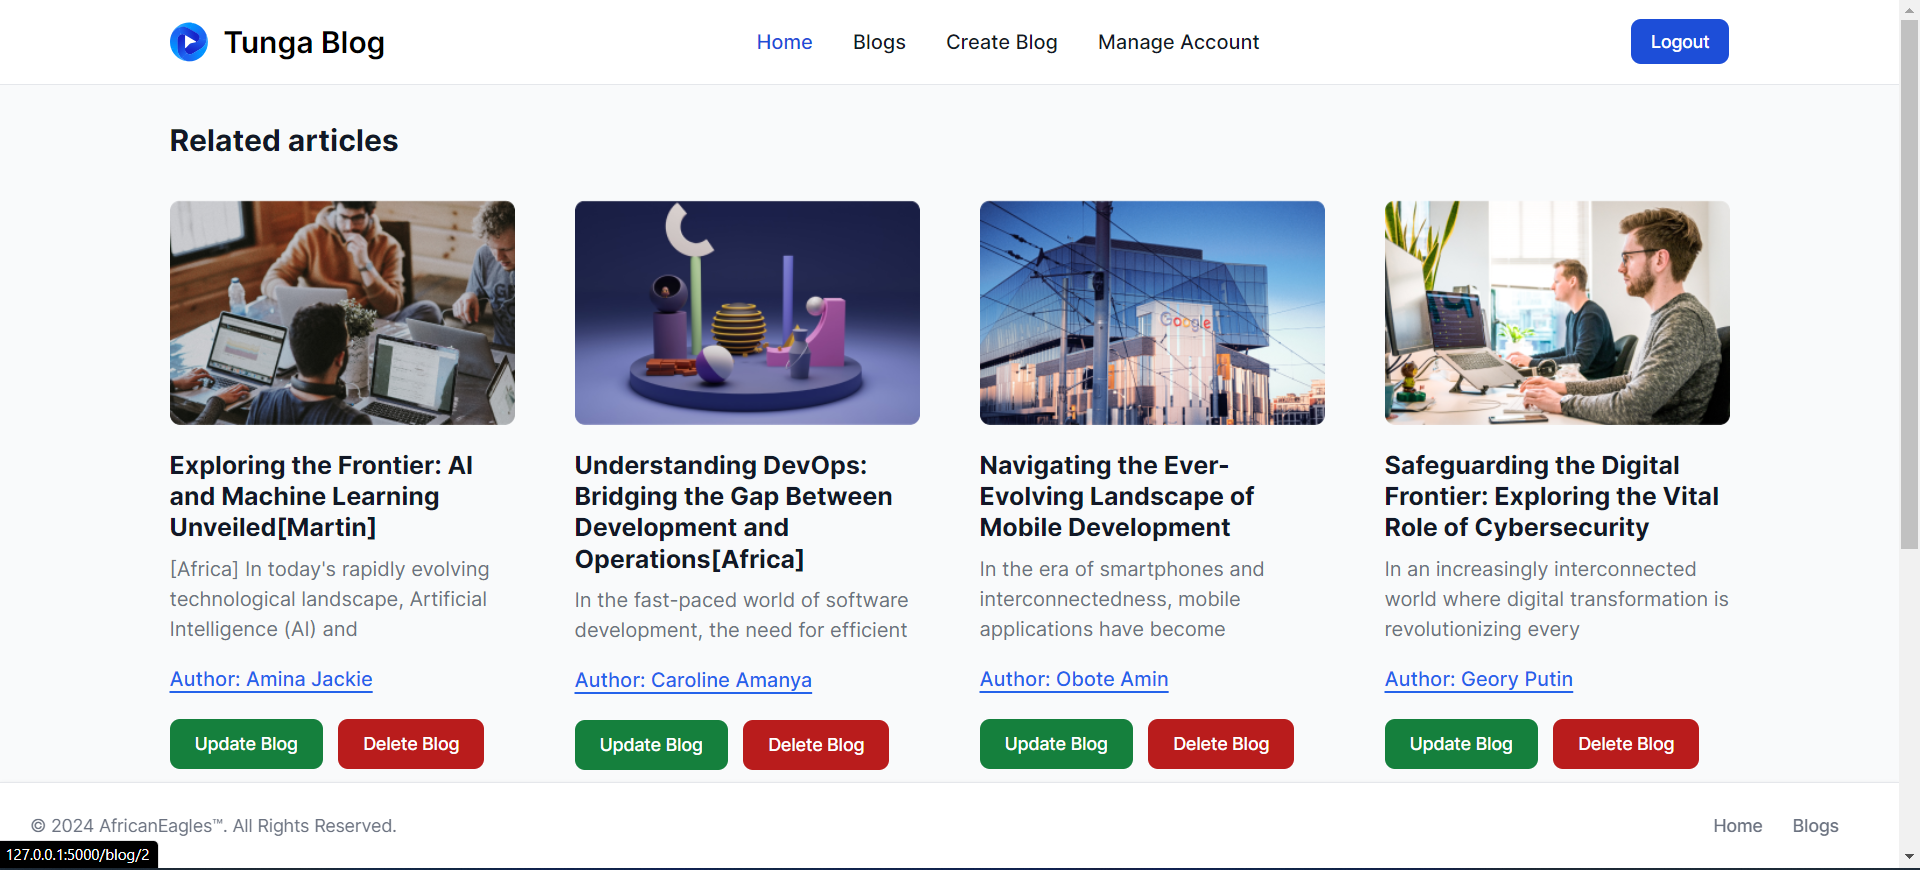 Tunga Blog
Home
Blogs
Create Blog
Manage Account
Logout
Related articles
Google
Exploring the Frontier: AI
and Machine Learning
Unveiled[Martin]
[Africa] In today's rapidly evolving
technological landscape, Artificial
Intelligence (AI) and
Author: Amina Jackie
Update Blog
Delete Blog
Understanding DevOps:
Bridging the Gap Between
Development and
Operations[Africa]
In the fast-paced world of software
development, the need for efficient
Author: Caroline Amanya
Update Blog
Delete Blog
Navigating the Ever-
Evolving Landscape of
Mobile Development
In the era of smartphones and
interconnectedness, mobile
applications have become
Author: Obote Amin
Update Blog
Delete Blog
Safeguarding the Digital
Frontier: Exploring the Vital
Role of Cybersecurity
In an increasingly interconnected
world where digital transformation is
revolutionizing every
Author: Geory Putin
Update Blog
Delete Blog
© 2024 AfricanEagles™. All Rights Reserved.
Home
Blogs
127.0.0.1:5000/blog/2